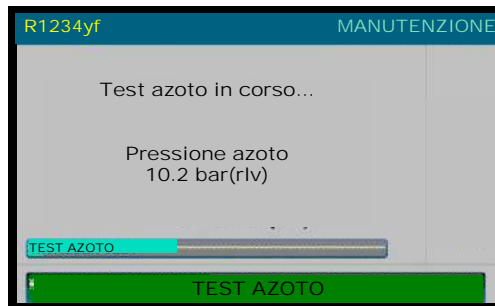 R1234yf MANUTENZIONE
Test azoto in corso...
Pressione azoto
10.2 bar(rlv)
TEST AZOTO
TEST AZOTO